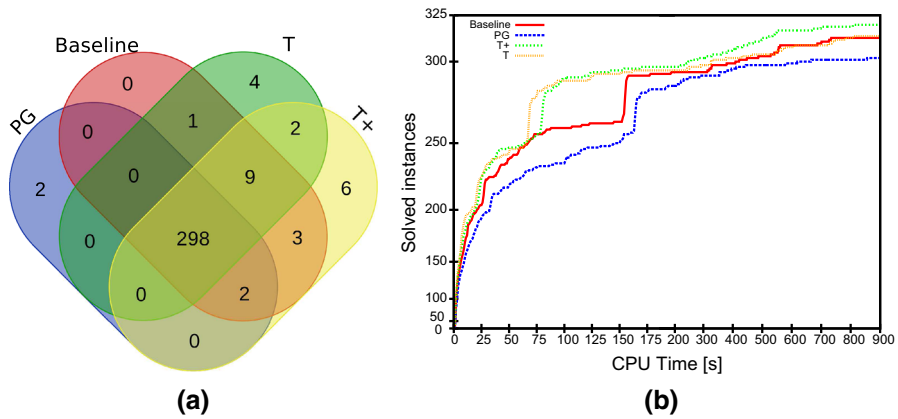 (a)
Baseline
T
PG
T+
0
4
0
1
2
2
0
9
6
0
298
3
0
2
0
(b)
Baseline
PG
T+
T
Solved instances
325
300
250
200
150
100
50
0
0 25 50 75 100 125 150 175 200 300 400 500 600 700 800 900
CPU Time [s]